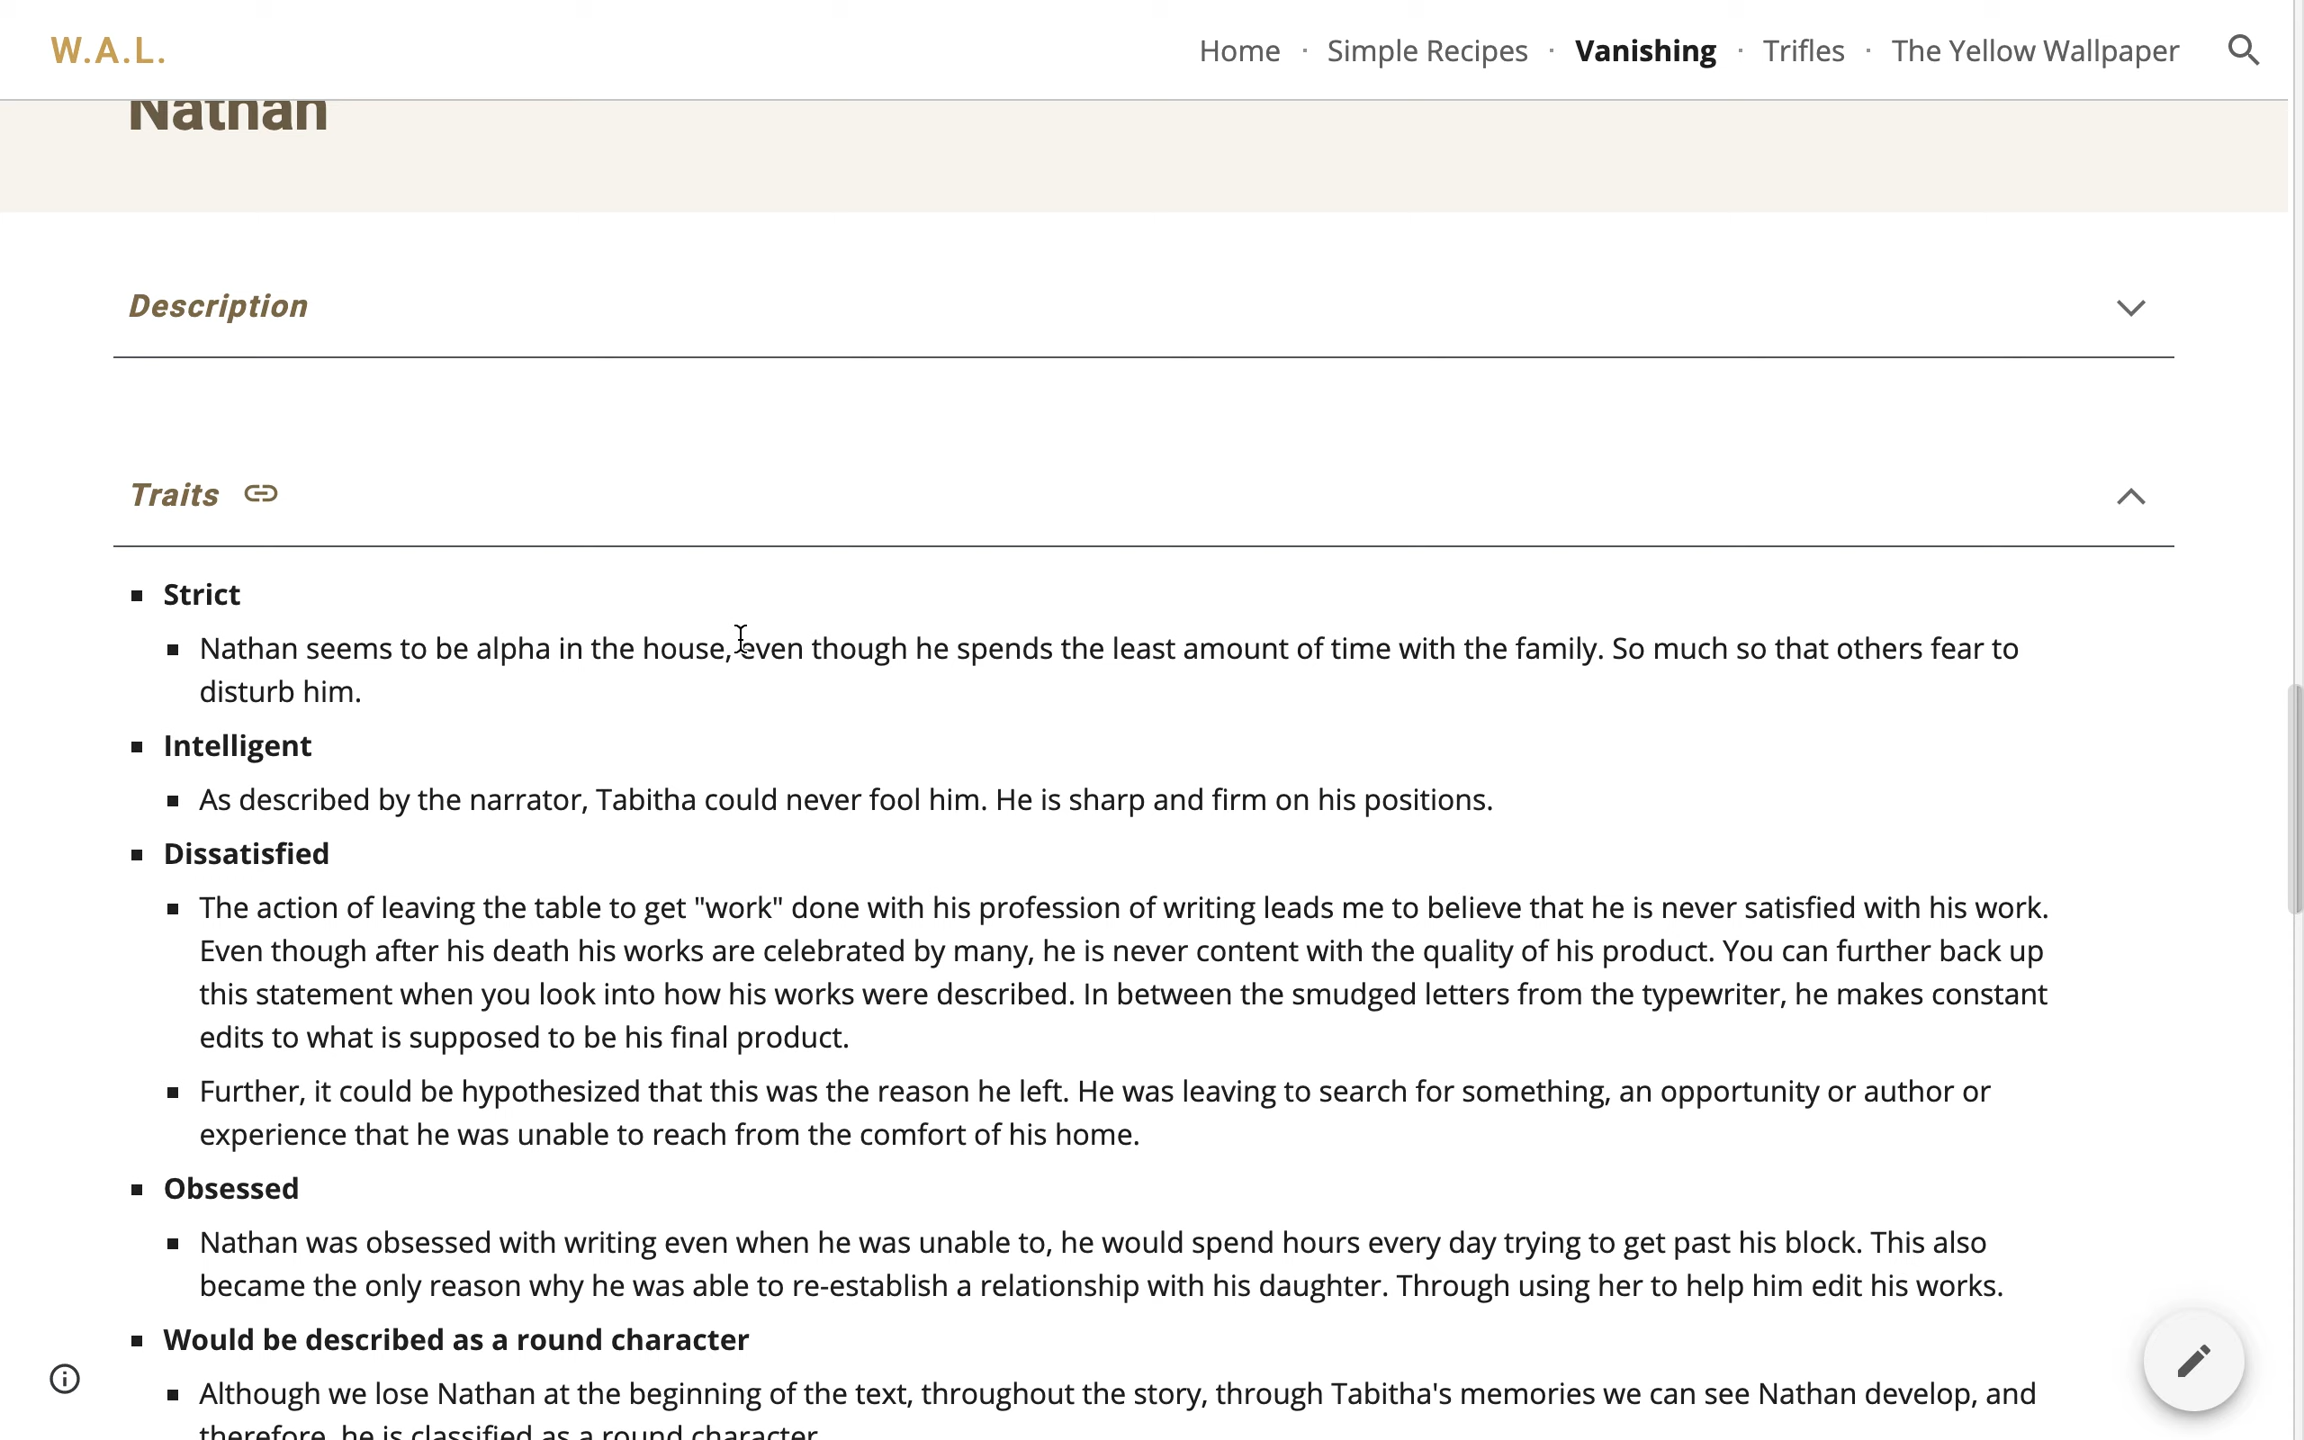 W.A.L.
Home · Simple Recipes · Vanishing · Trifles · The Yellow Wallpaper
Nathan
Description
Traits
Strict
Nathan seems to be alpha in the house, even though he spends the least amount of time with the family. So much so that others fear to
disturb him.
Intelligent
As described by the narrator, Tabitha could never fool him. He is sharp and firm on his positions.
Dissatisfied
The action of leaving the table to get "work" done with his profession of writing leads me to believe that he is never satisfied with his work.
Even though after his death his works are celebrated by many, he is never content with the quality of his product. You can further back up
this statement when you look into how his works were described. In between the smudged letters from the typewriter, he makes constant
edits to what is supposed to be his final product.
Further, it could be hypothesized that this was the reason he left. He was leaving to search for something, an opportunity or author or
experience that he was unable to reach from the comfort of his home.
Obsessed
Nathan was obsessed with writing even when he was unable to, he would spend hours every day trying to get past his block. This also
became the only reason why he was able to re-establish a relationship with his daughter. Through using her to help him edit his works.
Would be described as a round character
Although we lose Nathan at the beginning of the text, throughout the story, through Tabitha's memories we can see Nathan develop, and
therefore, he is classified as a round character